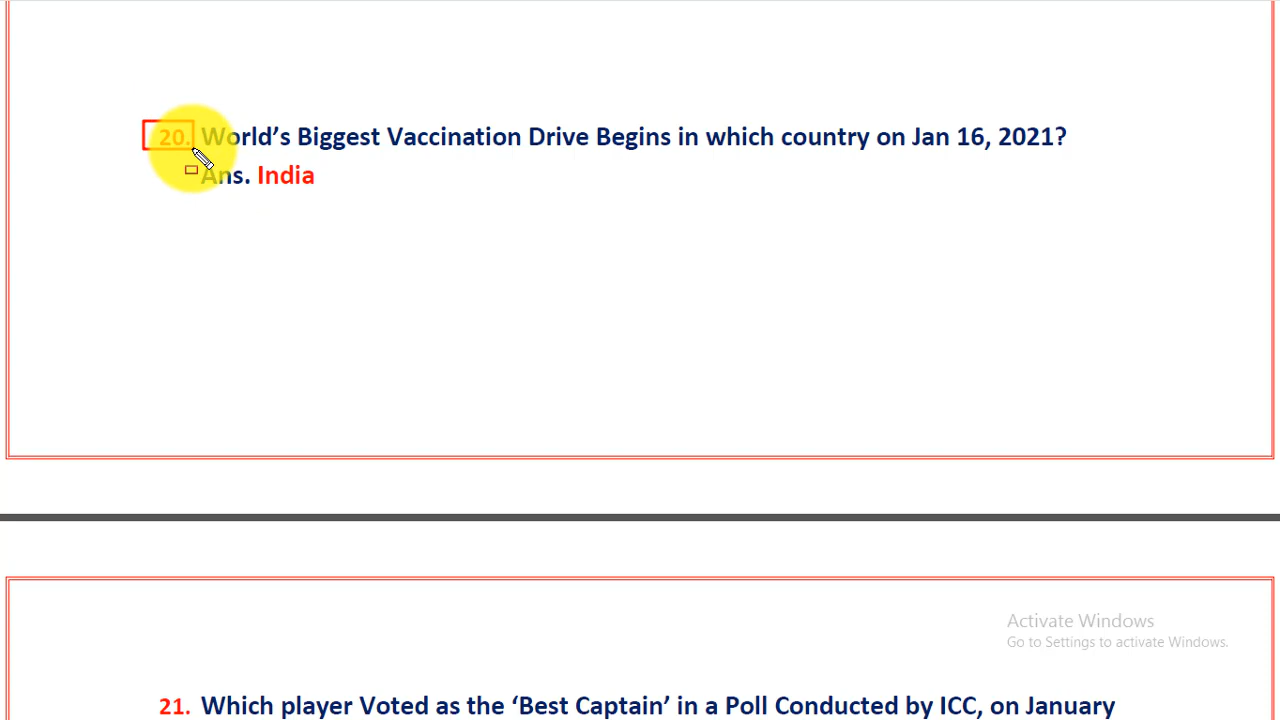 20. World’s Biggest Vaccination Drive Begins in which country on Jan 16, 2021?
Ans. India
Activate Windows
Go to Settings to activate Windows.
21. Which player Voted as the ‘Best Captain’ in a Poll Conducted by ICC, on January